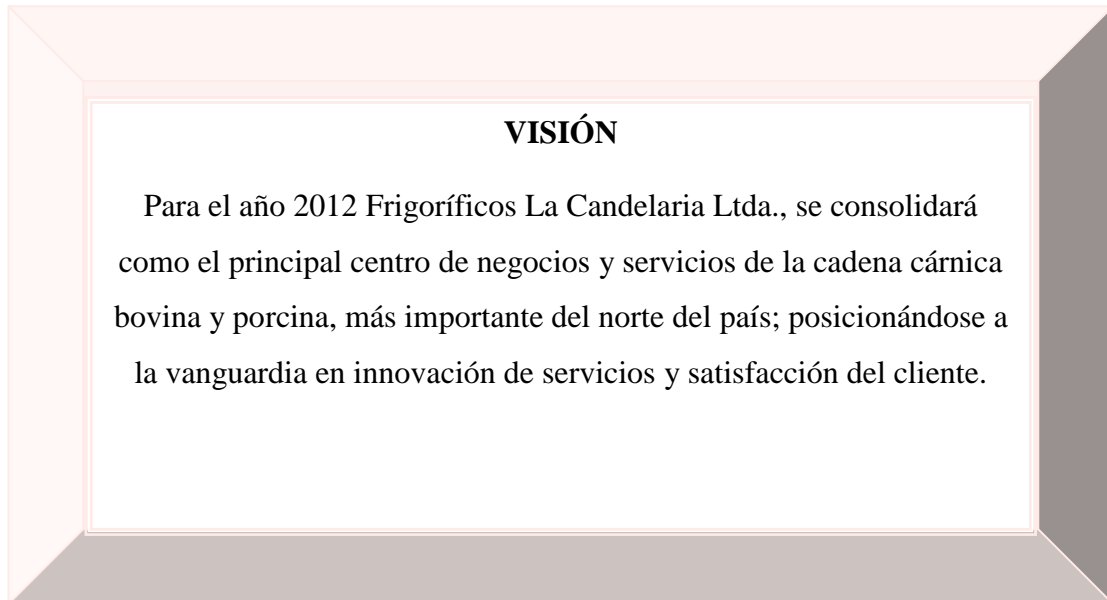 VISIÓN
Para el año 2012 Frigoríficos La Candelaria Ltda., se consolidará
como el principal centro de negocios y servicios de la cadena cárnica
bovina y porcina, más importante del norte del país; posicionándose a
la vanguardia en innovación de servicios y satisfacción del cliente.